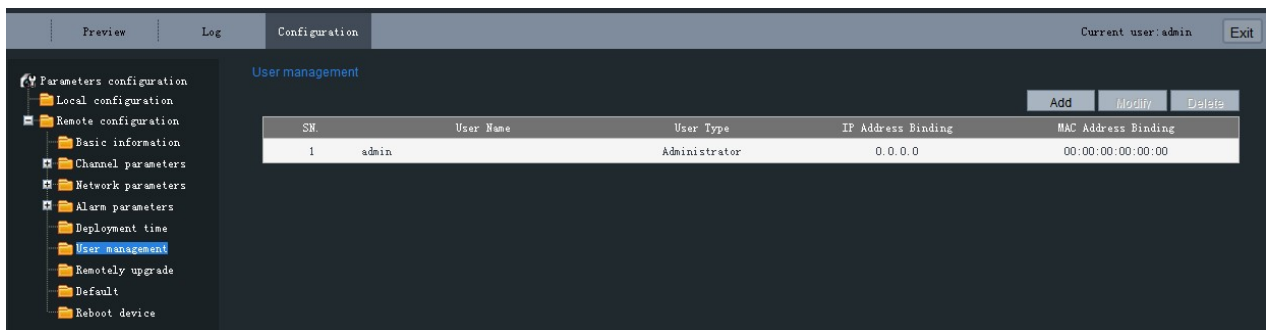 Preview Log Configuration Current user:admin Exit
Parameters configuration
Local configuration
Remote configuration
Basic information
Channel parameters
Network parameters
Alarm parameters
Deployment time
User management
Remotely upgrade
Default
Reboot device
User management
Add Modify Delete
SN. User Name User Type IP Address Binding MAC Address Binding
1 admin Administrator 0.0.0.0 00:00:00:00:00:00